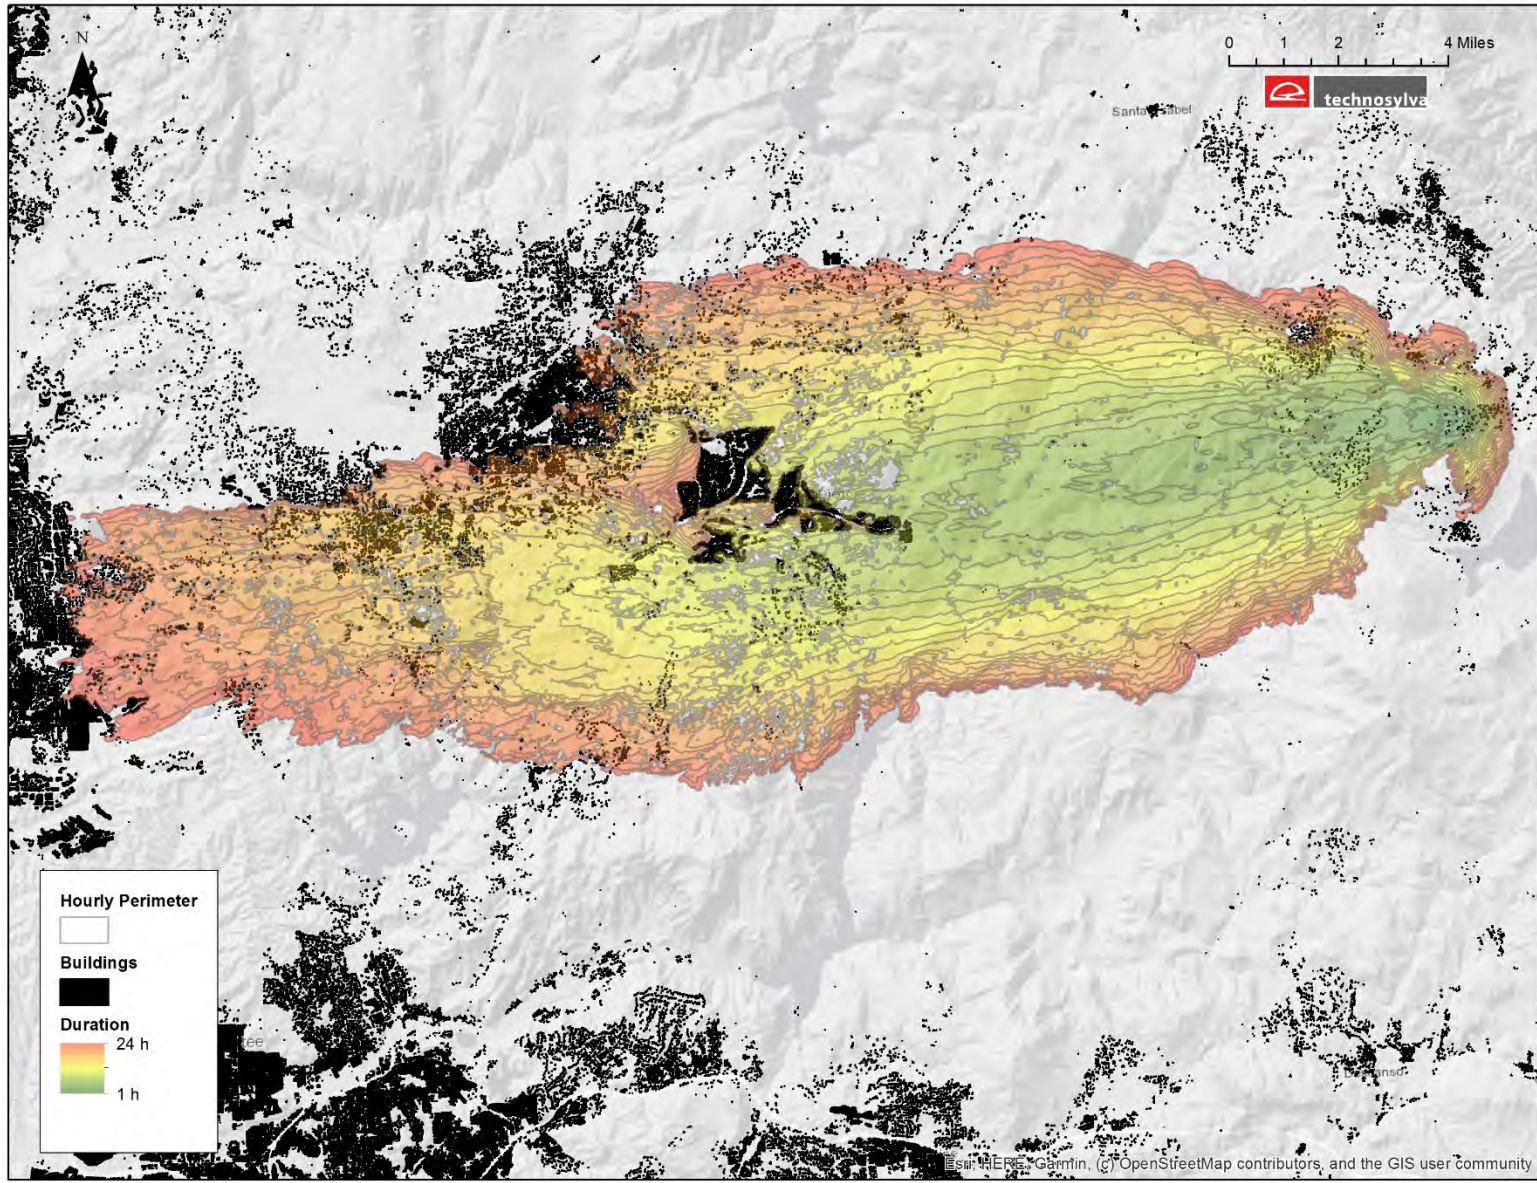 N
0 1 2 4 Miles
technosylva
Hourly Perimeter
Buildings
Duration
24 h
1 h
Esri, HERE, Garmin, (c) OpenStreetMap contributors, and the GIS user community